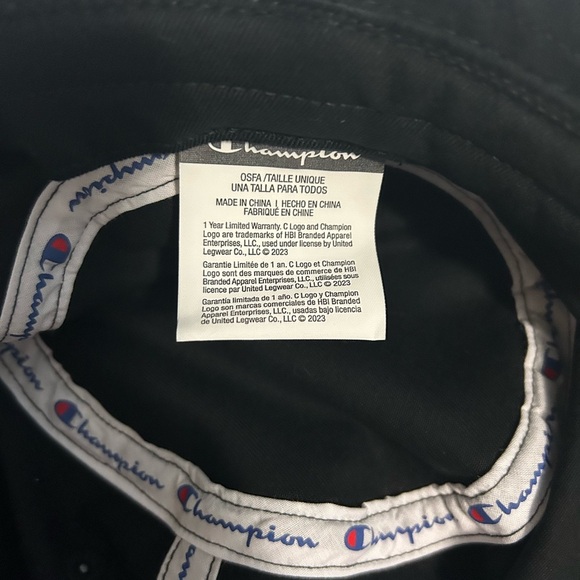 Champion
OSFA/TAILLE UNIQUE
UNA TALLA PARA TODOS
MADE IN CHINA | HECHO EN CHINA
FABRIQUÉ EN CHINE
1 Year Limited Warranty. C Logo and Champion
Logo are trademarks of HBI Branded Apparel
Enterprises, LLC., used under license by United
Legwear Co., LLC © 2023
Garantie Limitée de 1 an. C Logo et Champion
Logo sont des marques de commerce de HBI
Branded Apparel Enterprises, LLC., utilisées sous
licence par United Legwear Co., LLC © 2023
Garantía limitada de 1 año. C Logo y Champion
Logo son marcas comerciales de HBI Branded
Apparel Enterprises, LLC., usadas bajo licencia
de United Legwear Co., LLC © 2023
Champion
Champion
Champion
Champion
Champion